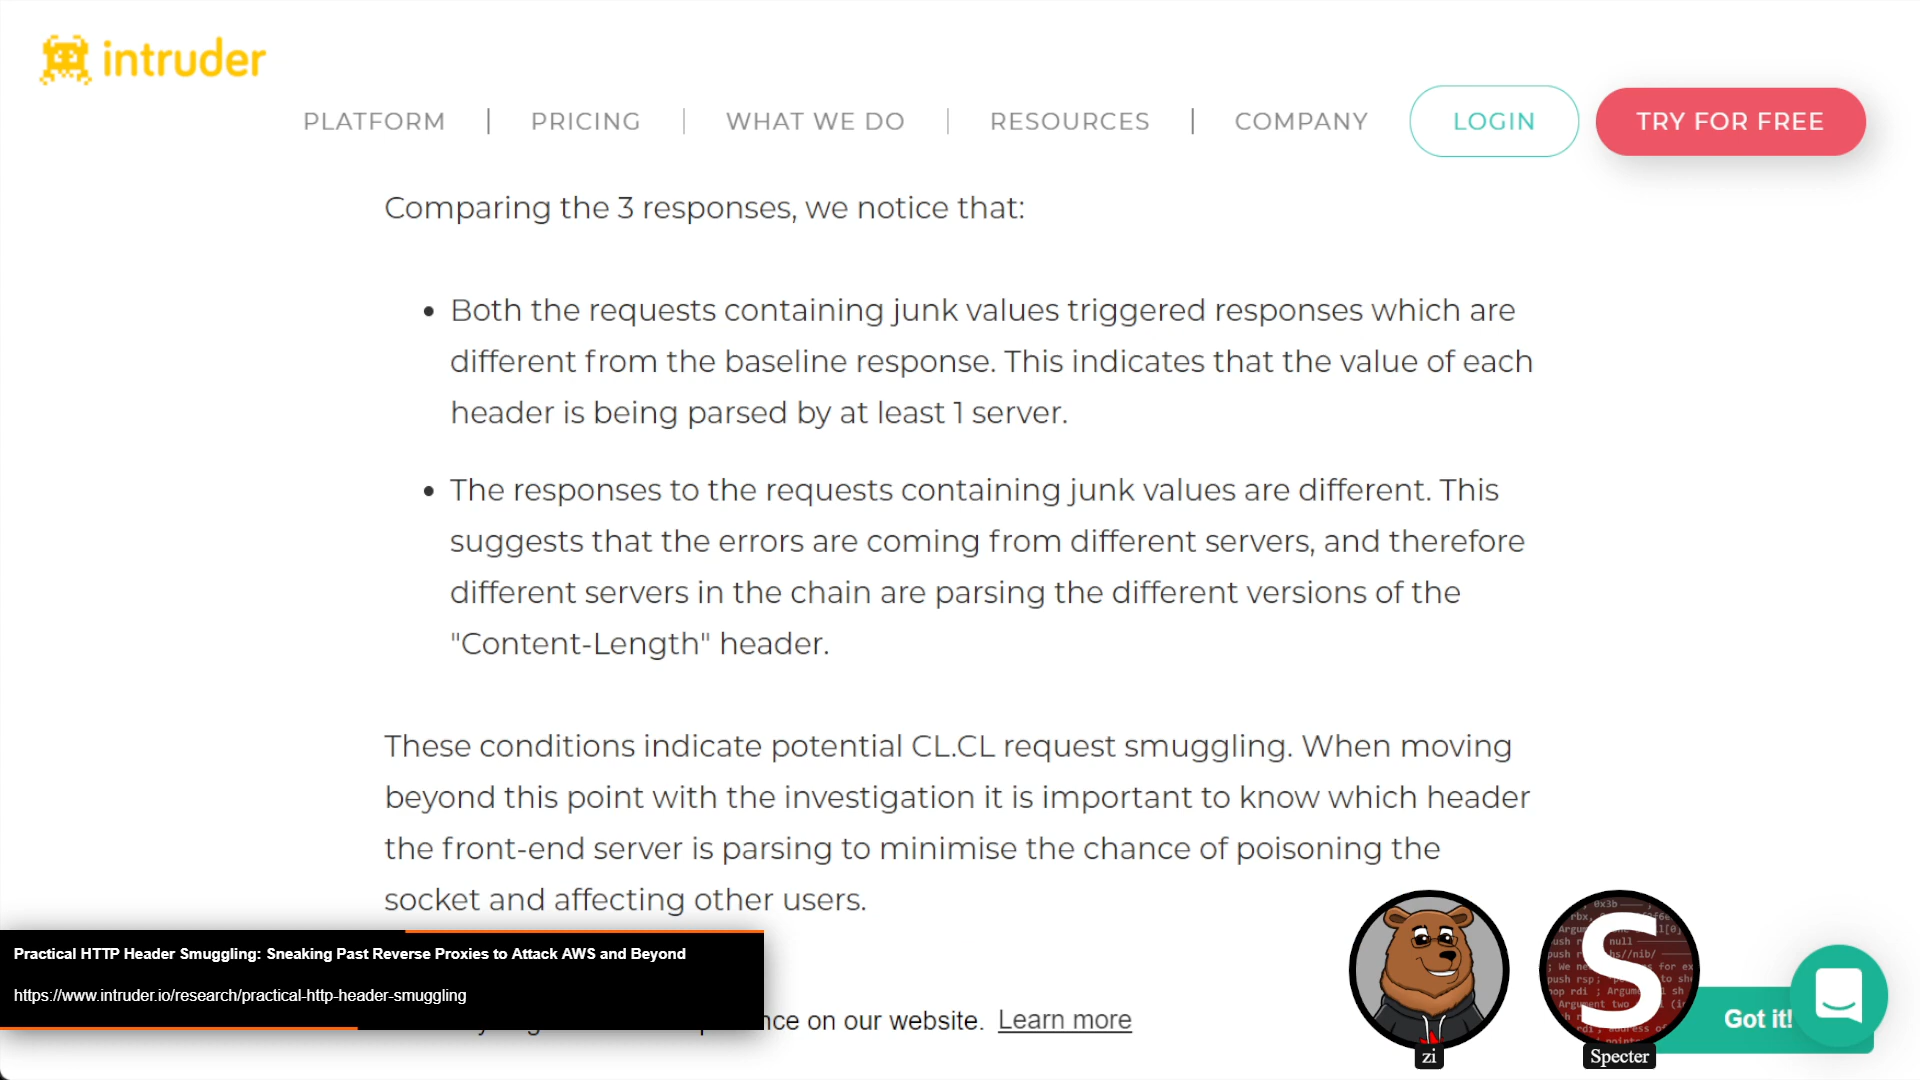 intruder
PLATFORM | PRICING | WHAT WE DO | RESOURCES | COMPANY
LOGIN
TRY FOR FREE
Comparing the 3 responses, we notice that:
• Both the requests containing junk values triggered responses which are
different from the baseline response. This indicates that the value of each
header is being parsed by at least 1 server.
• The responses to the requests containing junk values are different. This
suggests that the errors are coming from different servers, and therefore
different servers in the chain are parsing the different versions of the
"Content-Length" header.
These conditions indicate potential CL.CL request smuggling. When moving
beyond this point with the investigation it is important to know which header
the front-end server is parsing to minimise the chance of poisoning the
socket and affecting other users.
Practical HTTP Header Smuggling: Sneaking Past Reverse Proxies to Attack AWS and Beyond
https://www.intruder.io/research/practical-http-header-smuggling
on our website. Learn more
Got it!
S
zi
Specter